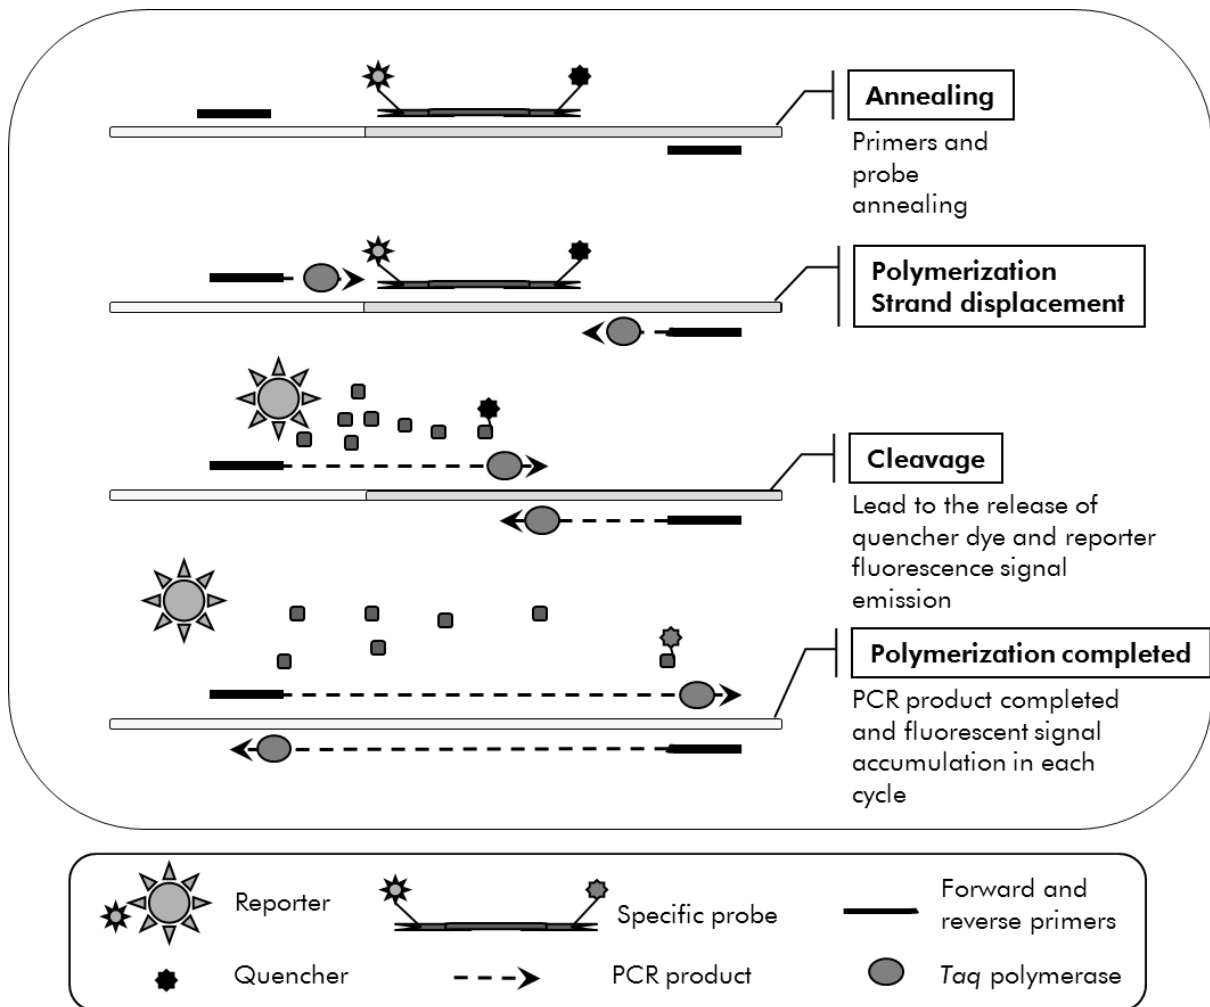 Annealing
Primers and
probe
annealing
Polymerization
Strand displacement
Cleavage
Lead to the release of
quencher dye and reporter
fluorescence signal
emission
Polymerization completed
PCR product completed
and fluorescent signal
accumulation in each
cycle
Reporter
Specific probe
Forward and
reverse primers
Quencher
PCR product
Taq polymerase